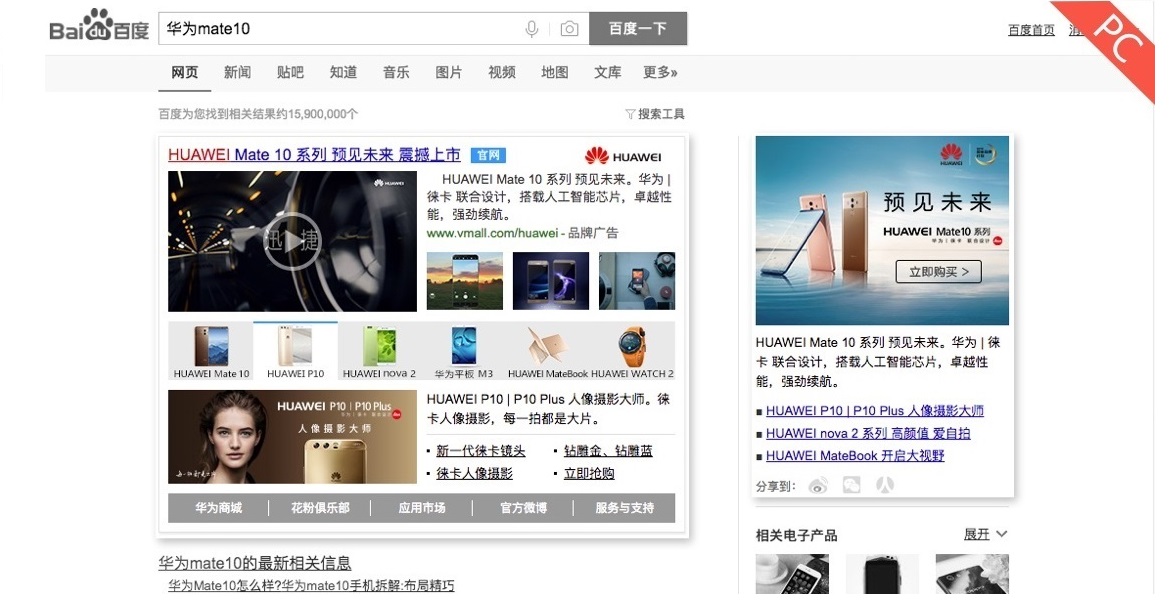 Baidu百度
华为mate10
百度一下
百度首页
PC
网页 新闻 贴吧 知道 音乐 图片 视频 地图 文库 更多»
百度为您找到相关结果约15,900,000个
搜索工具
HUAWEI Mate 10 系列 预见未来 震撼上市 官网
HUAWEI
HUAWEI
迅 捷
HUAWEI Mate 10 系列 预见未来。华为 |
徕卡 联合设计，搭载人工智能芯片，卓越性
能，强劲续航。
www.vmall.com/huawei - 品牌广告
HUAWEI Mate 10
HUAWEI P10
HUAWEI nova 2
华为平板 M3
HUAWEI MateBook
HUAWEI WATCH 2
HUAWEI P10 | P10 Plus
人像摄影大师
HUAWEI P10 | P10 Plus 人像摄影大师。徕
卡人像摄影，每一拍都是大片。
▪ 新一代徕卡镜头
▪ 钻雕金、钻雕蓝
▪ 徕卡人像摄影
▪ 立即抢购
华为商城 花粉俱乐部 应用市场 官方微博 服务与支持
华为mate10的最新相关信息
华为Mate10怎么样?华为mate10手机拆解:布局精巧
HUAWEI
预见未来
HUAWEI Mate10 系列
华为 | 徕卡 联合设计
立即购买 >
HUAWEI Mate 10 系列 预见未来。华为 | 徕
卡 联合设计，搭载人工智能芯片，卓越性
能，强劲续航。
▪ HUAWEI P10 | P10 Plus 人像摄影大师
▪ HUAWEI nova 2 系列 高颜值 爱自拍
▪ HUAWEI MateBook 开启大视野
分享到：
相关电子产品
展开